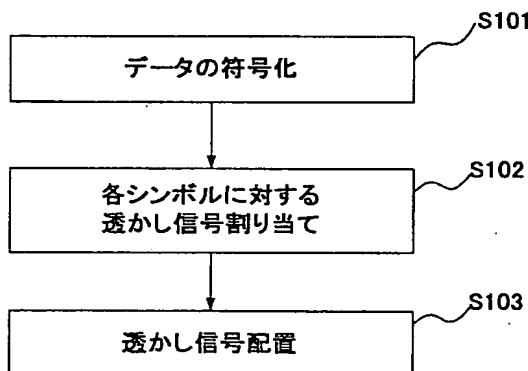 S101
データの符号化
S102
各シンボルに対する
透かし信号割り当て
S103
透かし信号配置